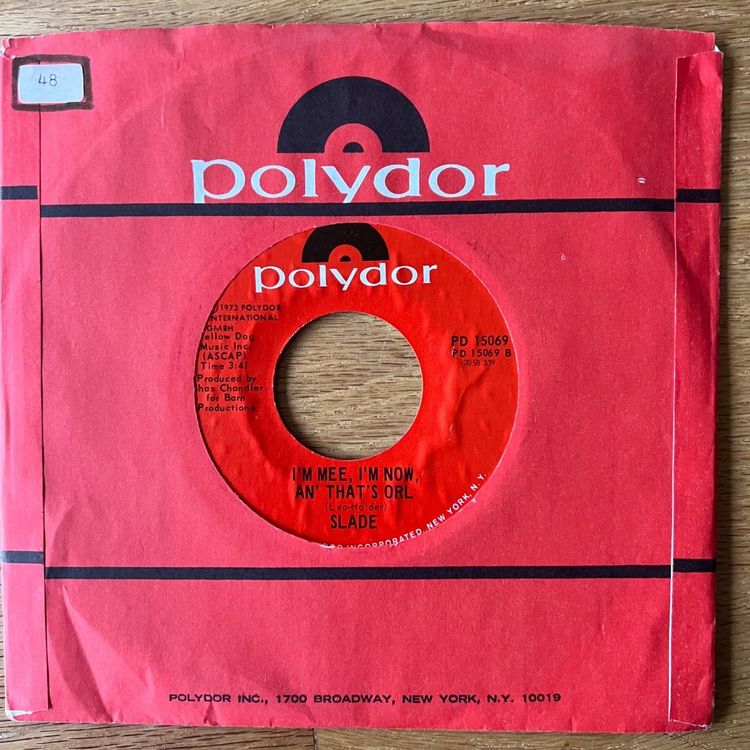 48
polydor
polydor
1973 POLYDOR
INTERNATIONAL
GMBH
Yellow Dog
Music Inc.
(ASCAP)
Time 3:41
Produced by
Chas Chandler
for Barn
Productions
PD 15069
PD 15069 B
2058 339
I'M MEE, I'M NOW,
AN' THAT'S ORL
(Lea-Holder)
SLADE
INCORPORATED, NEW YORK, N.Y.
POLYDOR INC., 1700 BROADWAY, NEW YORK, N.Y. 10019